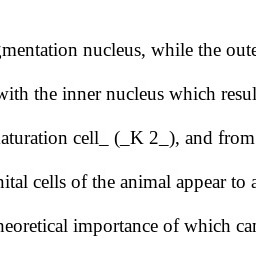 gmentation nucleus, while the oute
with the inner nucleus which resul
aturation cell_ (_K 2_), and from
nital cells of the animal appear to a
heoretical importance of which can